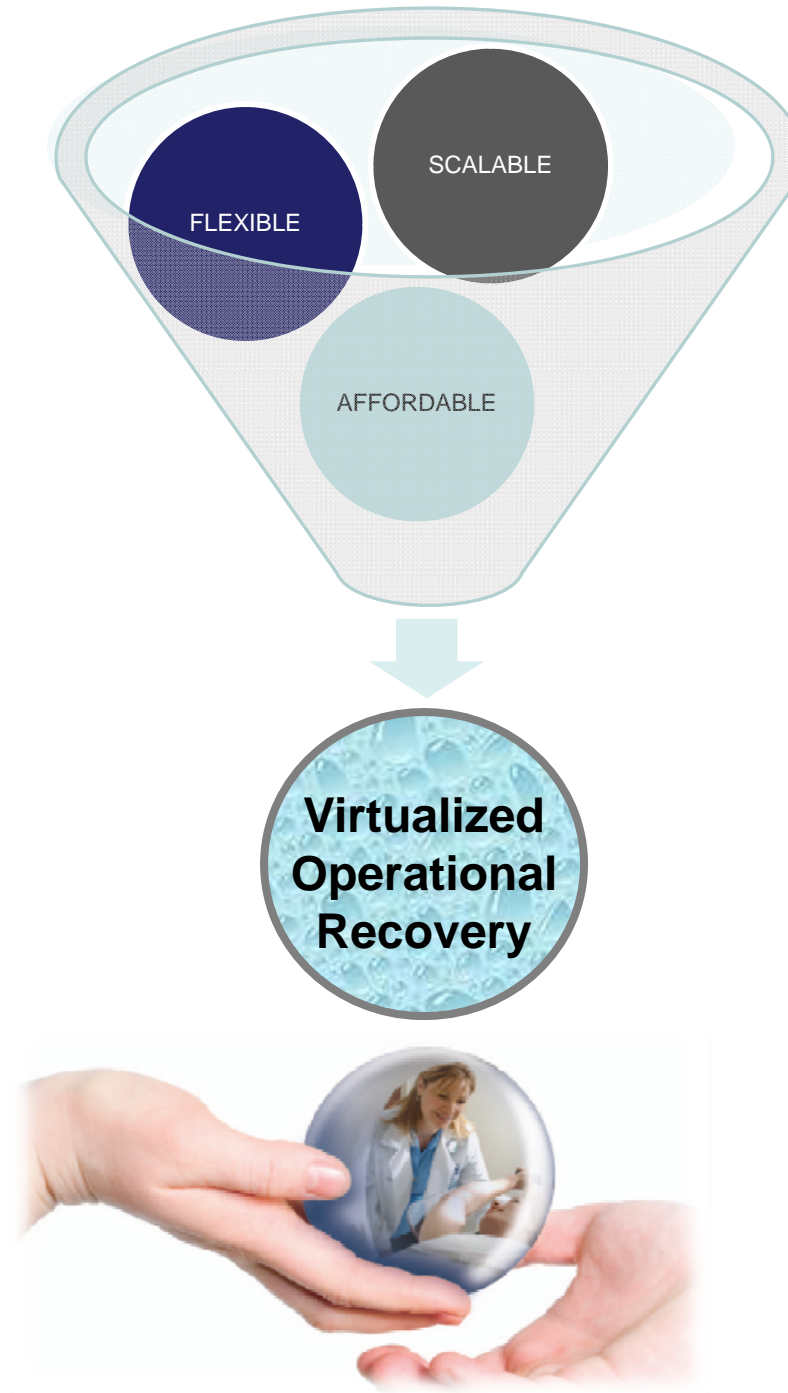 SCALABLE
FLEXIBLE
AFFORDABLE
Virtualized
Operational
Recovery